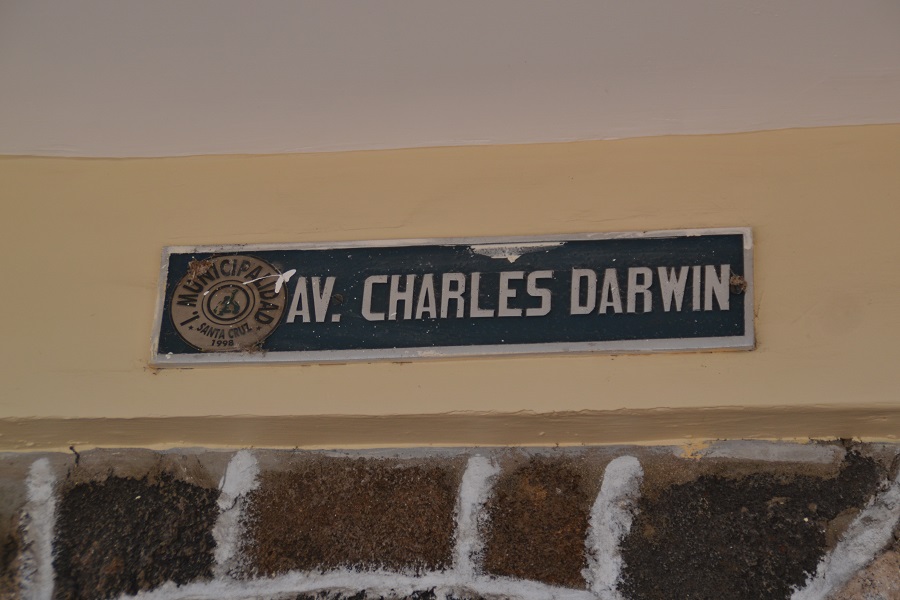 I. MUNICIPALIDAD
SANTA CRUZ
1998
AV. CHARLES DARWIN